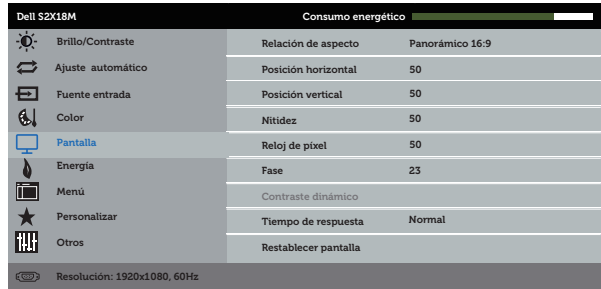 Dell S2X18M Consumo energético
Brillo/Contraste
Ajuste automático
Fuente entrada
Color
Pantalla
Energía
Menú
Personalizar
Otros
Relación de aspecto Panorámico 16:9
Posición horizontal 50
Posición vertical 50
Nitidez 50
Reloj de píxel 50
Fase 23
Contraste dinámico
Tiempo de respuesta Normal
Restablecer pantalla
Resolución: 1920x1080, 60Hz